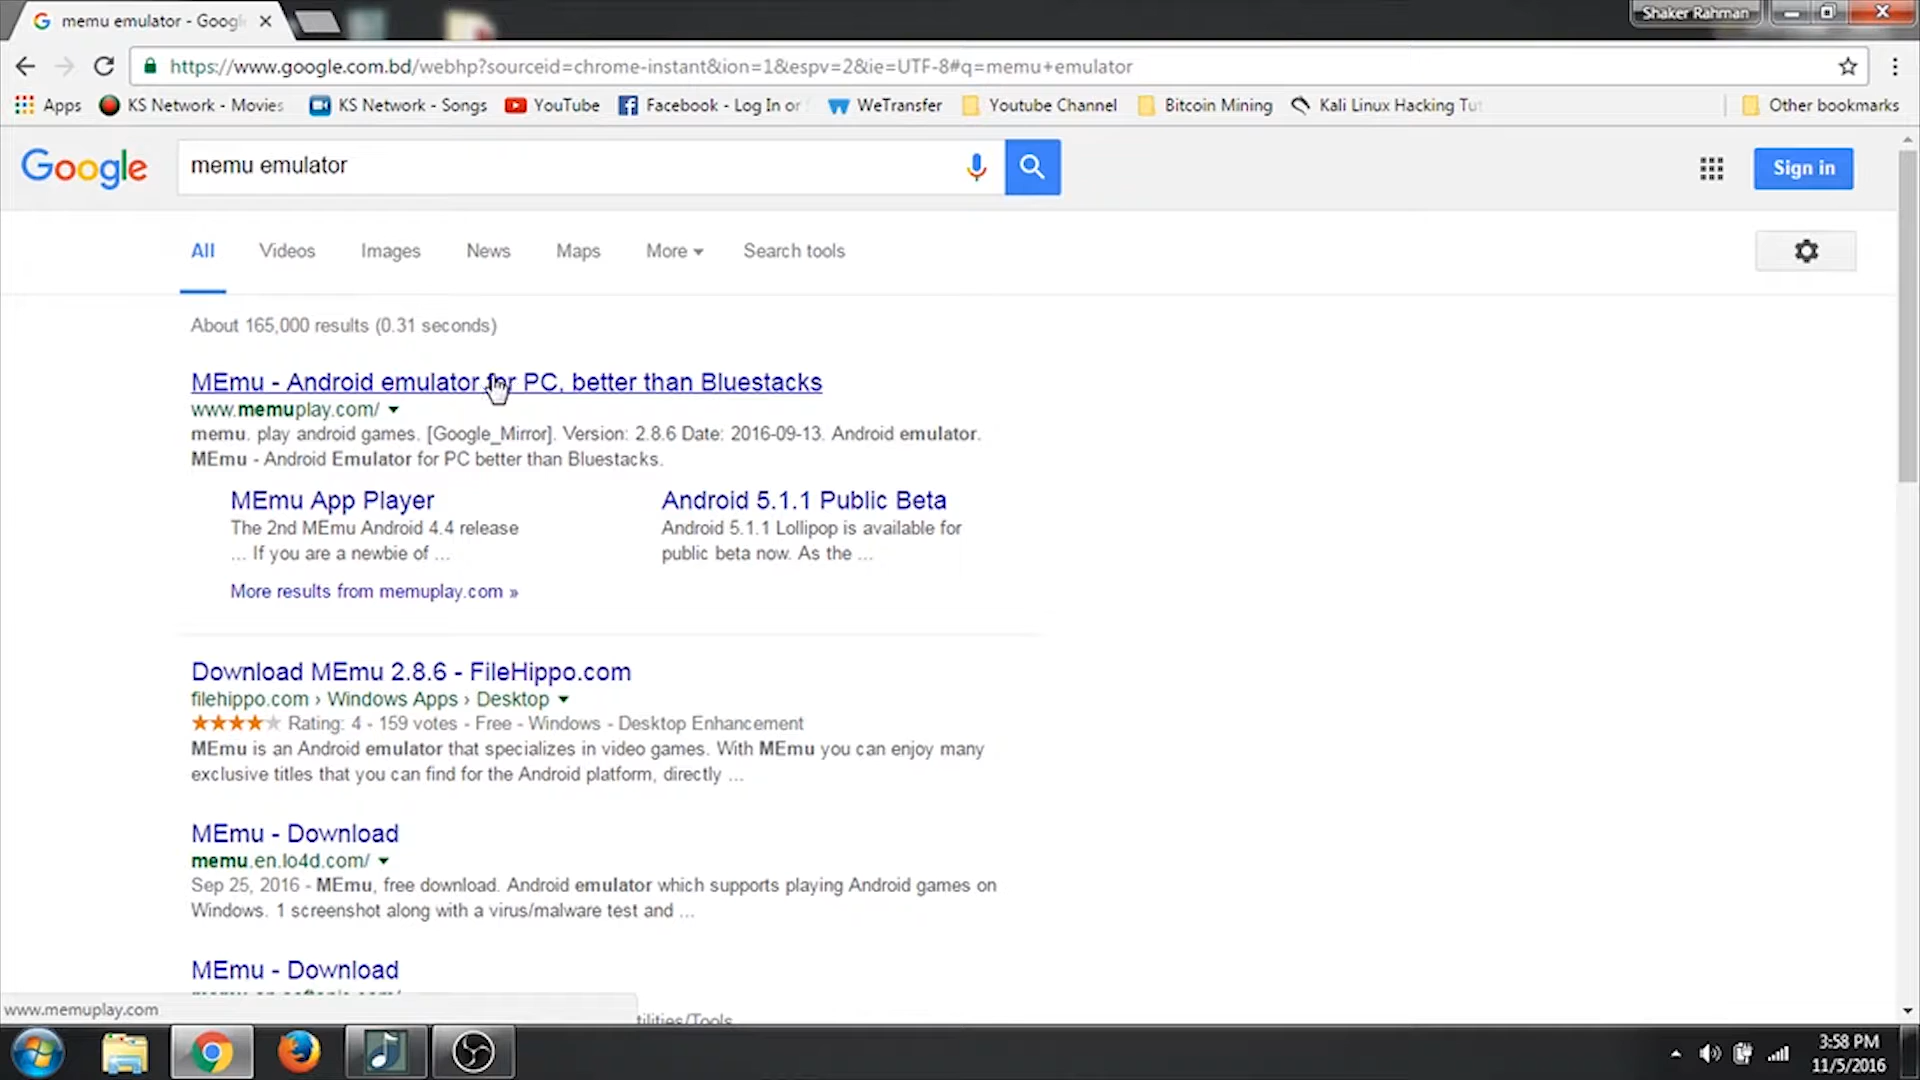 memu emulator - Goog
Shaker Rahman
https://www.google.com.bd/webhp?sourceid=chrome-instant&ion=1&espv=2&ie=UTF-8#q=memu+emulator
Apps KS Network - Movies KS Network - Songs YouTube Facebook - Log In or WeTransfer Youtube Channel Bitcoin Mining Kali Linux Hacking Tut Other bookmarks
Google memu emulator Sign in
All Videos Images News Maps More Search tools
About 165,000 results (0.31 seconds)
MEmu - Android emulator for PC, better than Bluestacks
www.memuplay.com/
memu. play android games. [Google_Mirror]. Version: 2.8.6 Date: 2016-09-13. Android emulator.
MEmu - Android Emulator for PC better than Bluestacks.
MEmu App Player
The 2nd MEmu Android 4.4 release
... If you are a newbie of ...
Android 5.1.1 Public Beta
Android 5.1.1 Lollipop is available for
public beta now. As the ...
More results from memuplay.com »
Download MEmu 2.8.6 - FileHippo.com
filehippo.com › Windows Apps › Desktop
Rating: 4 - 159 votes - Free - Windows - Desktop Enhancement
MEmu is an Android emulator that specializes in video games. With MEmu you can enjoy many
exclusive titles that you can find for the Android platform, directly ...
MEmu - Download
memu.en.lo4d.com/
Sep 25, 2016 - MEmu, free download. Android emulator which supports playing Android games on
Windows. 1 screenshot along with a virus/malware test and ...
MEmu - Download
www.memuplay.com
3:58 PM
11/5/2016